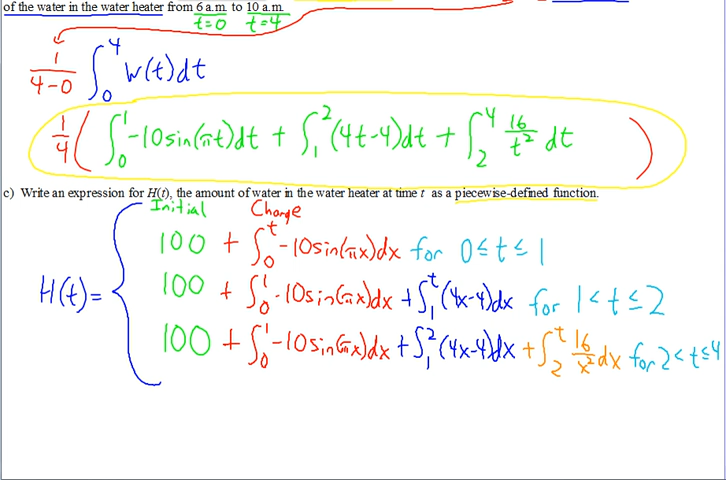 of the water in the water heater from 6 a.m. to 10 a.m.
t=0 t=4
1/(4-0) ∫₀⁴ W(t)dt
1/4 ( ∫₀¹ -10sin(πt)dt + ∫₁² (4t-4)dt + ∫₂⁴ 16/t² dt )
c) Write an expression for H(t), the amount of water in the water heater at time t as a piecewise-defined function.
Initial Change
100 + ∫₀ᵗ -10sin(πx)dx for 0≤t≤1
H(t)= { 100 + ∫₀¹ -10sin(πx)dx + ∫₁ᵗ (4x-4)dx for 1<t≤2
100 + ∫₀¹ -10sin(πx)dx + ∫₁² (4x-4)dx + ∫₂ᵗ 16/x² dx for 2<t≤4